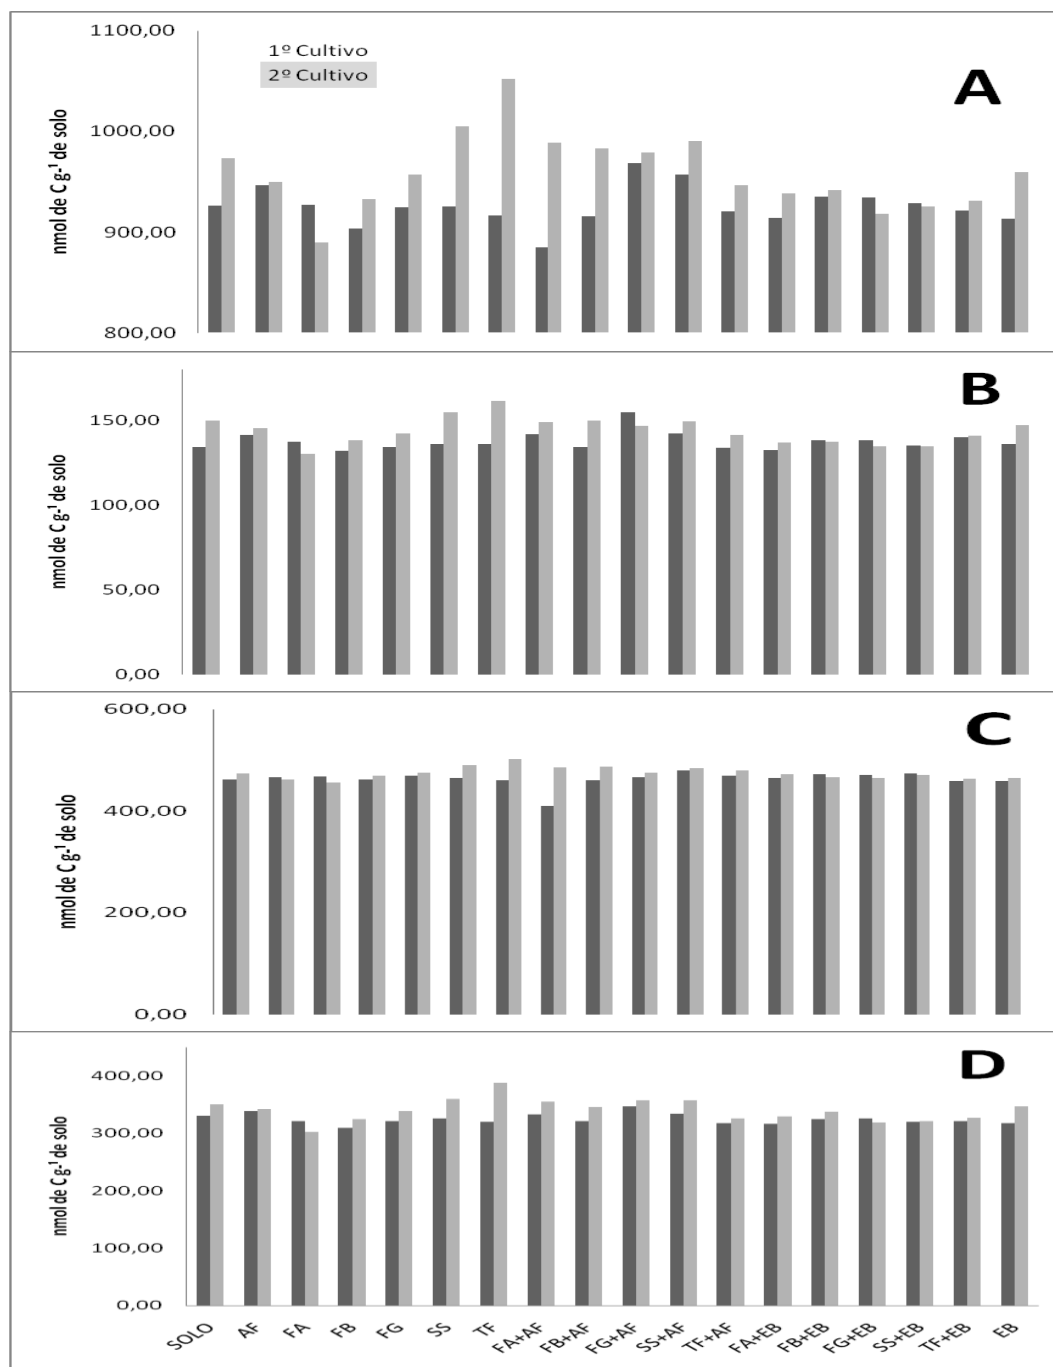 1100,00
1º Cultivo
2º Cultivo
A
1000,00
900,00
800,00
nmol de C g-¹ de solo
B
150,00
100,00
50,00
0,00
nmol de C g-¹ de solo
600,00
C
400,00
200,00
0,00
nmol de C g-¹ de solo
D
400,00
300,00
200,00
100,00
0,00
nmol de C g-¹ de solo
SOLO
AF
FA
FB
FG
SS
TF
FA+AF
FB+AF
FG+AF
SS+AF
TF+AF
FA+EB
FB+EB
FG+EB
SS+EB
TF+EB
EB